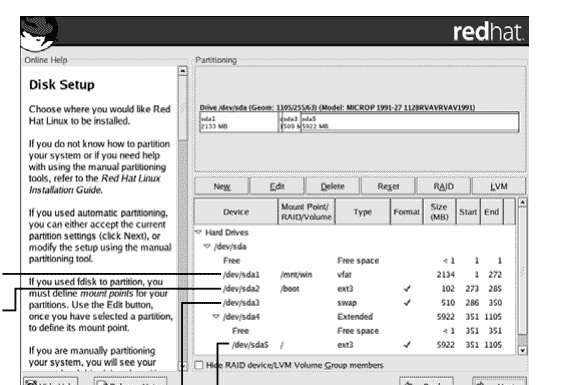 redhat.
Online Help
Disk Setup
Choose where you would like Red
Hat Linux to be installed.
If you do not know how to partition
your system or if you need help
with using the manual partitioning
tools, refer to the Red Hat Linux
Installation Guide.
If you used automatic partitioning,
you can either accept the current
partition settings (click Next), or
modify the setup using the manual
partitioning tool.
If you used fdisk to partition, you
must define mount points for your
partitions. Use the Edit button,
once you have selected a partition,
to define its mount point.
If you are manually partitioning
your system, you will see your
Partitioning
Drive /dev/sda (Geom: 1105/255/63) (Model: MICROP 1991-27 1128RVAVRVAV1991)
sda1 sda3 sda5
2133 MB 509 M 5922 MB
New Edit Delete Reset RAID LVM
Device Mount Point/ RAID/Volume Type Format Size (MB) Start End
Hard Drives
/dev/sda
Free Free space < 1 1 1
/dev/sda1 /mnt/win vfat 2134 1 272
/dev/sda2 /boot ext3 ✓ 102 273 285
/dev/sda3 swap ✓ 510 286 350
/dev/sda4 Extended 5922 351 1105
Free Free space < 1 351 351
/dev/sda5 / ext3 ✓ 5922 351 1105
Hide RAID device/LVM Volume Group members